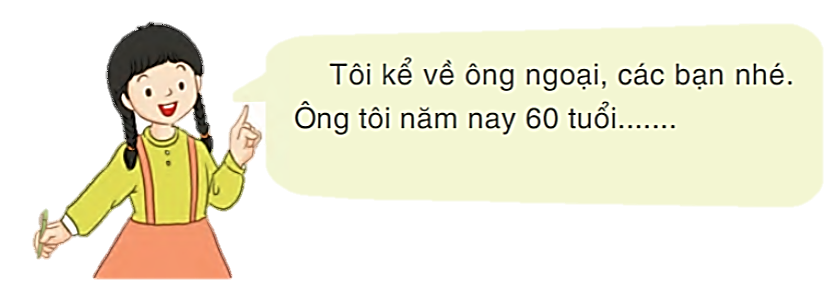 Tôi kể về ông ngoại, các bạn nhé.
Ông tôi năm nay 60 tuổi.......